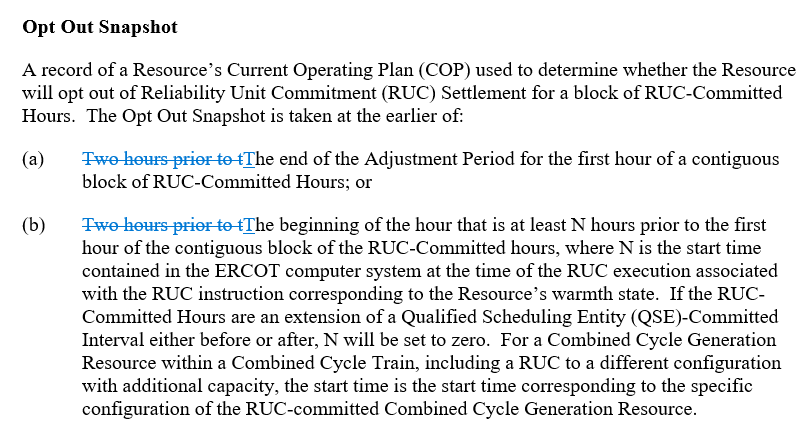 Opt Out Snapshot
A record of a Resource’s Current Operating Plan (COP) used to determine whether the Resource
will opt out of Reliability Unit Commitment (RUC) Settlement for a block of RUC-Committed
Hours.  The Opt Out Snapshot is taken at the earlier of:
(a) Two hours prior to tThe end of the Adjustment Period for the first hour of a contiguous
block of RUC-Committed Hours; or
(b) Two hours prior to tThe beginning of the hour that is at least N hours prior to the first
hour of the contiguous block of the RUC-Committed hours, where N is the start time
contained in the ERCOT computer system at the time of the RUC execution associated
with the RUC instruction corresponding to the Resource’s warmth state.  If the RUC-
Committed Hours are an extension of a Qualified Scheduling Entity (QSE)-Committed
Interval either before or after, N will be set to zero.  For a Combined Cycle Generation
Resource within a Combined Cycle Train, including a RUC to a different configuration
with additional capacity, the start time is the start time corresponding to the specific
configuration of the RUC-committed Combined Cycle Generation Resource.